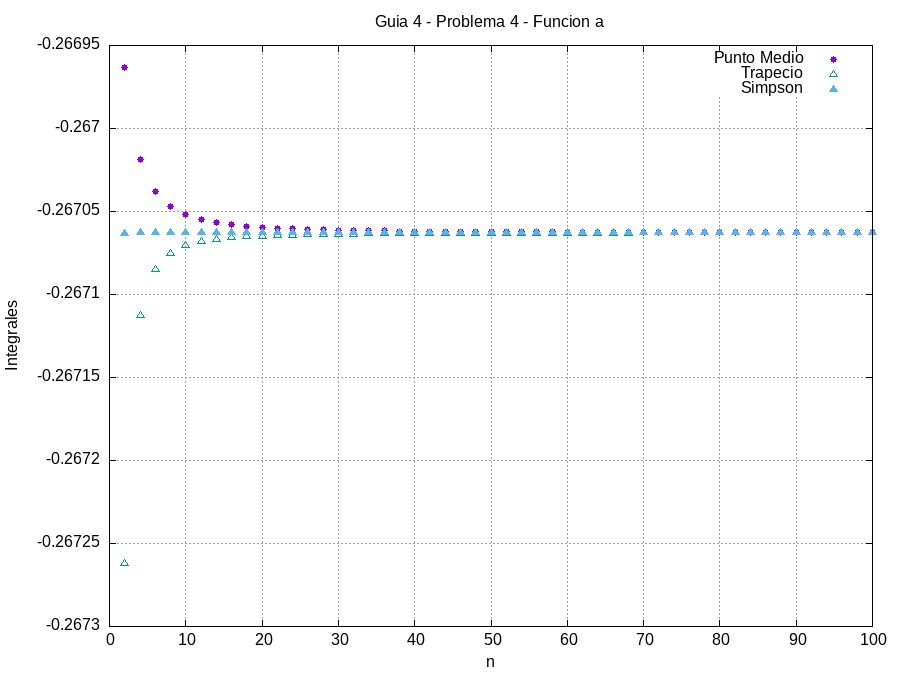 Guia 4 - Problema 4 - Funcion a
-0.26695
-0.267
-0.26705
-0.2671
-0.26715
-0.2672
-0.26725
-0.2673
Integrales
Punto Medio
Trapecio
Simpson
0 10 20 30 40 50 60 70 80 90 100
n